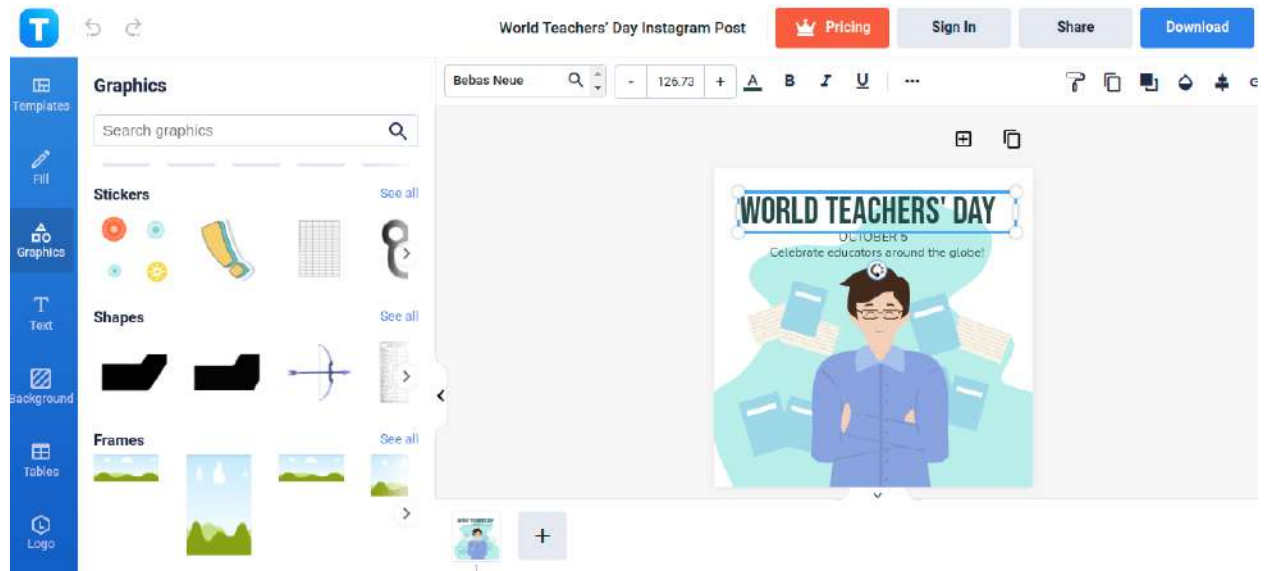 T
World Teachers' Day Instagram Post
Pricing
Sign In
Share
Download
Templates
Fill
Graphics
Text
Background
Tables
Logo
Graphics
Search graphics
Stickers
See all
Shapes
See all
Frames
See all
Bebas Neue
- 126.73 + A B I U ...
WORLD TEACHERS' DAY
OCTOBER 5
Celebrate educators around the globe!
+
1